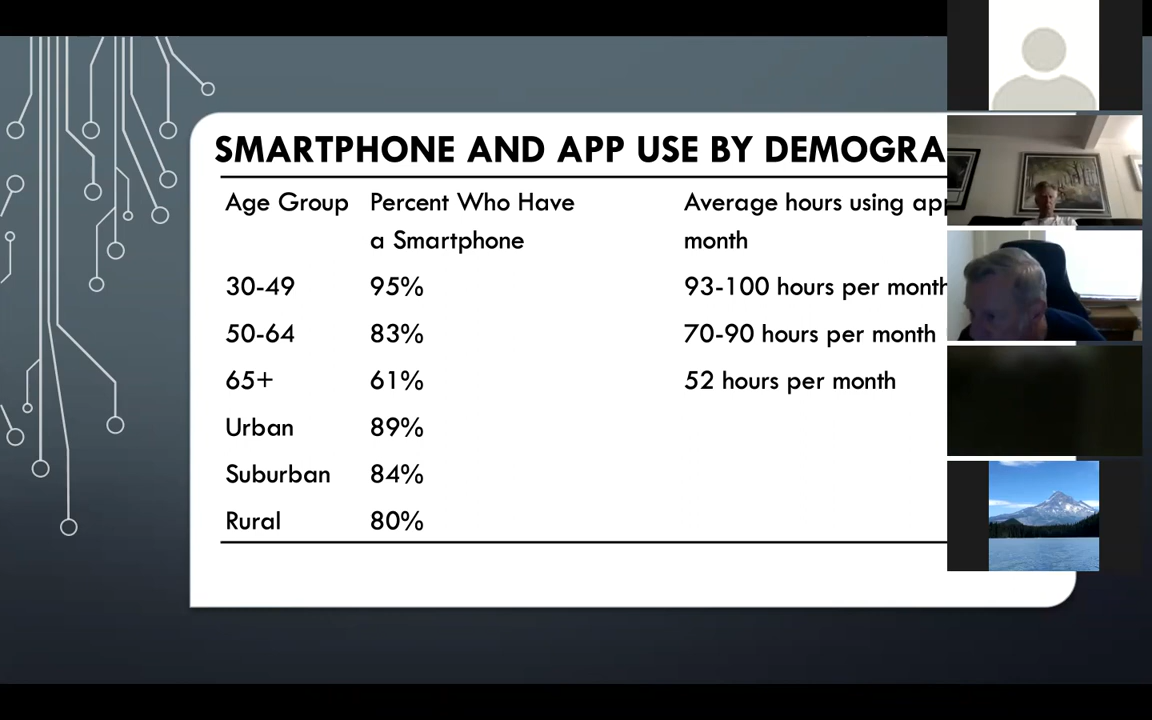 SMARTPHONE AND APP USE BY DEMOGRA
Age Group Percent Who Have Average hours using app
a Smartphone month
30-49 95% 93-100 hours per month
50-64 83% 70-90 hours per month
65+ 61% 52 hours per month
Urban 89%
Suburban 84%
Rural 80%